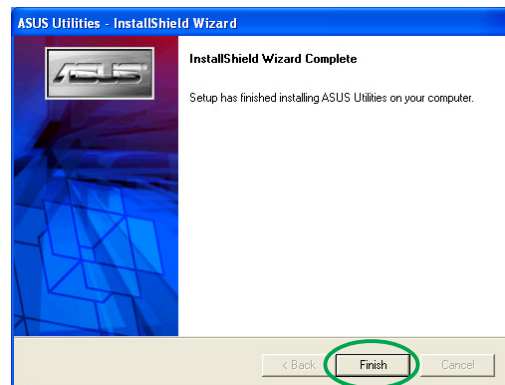 ASUS Utilities - InstallShield Wizard
ASUS
InstallShield Wizard Complete
Setup has finished installing ASUS Utilities on your computer.
< Back
Finish
Cancel